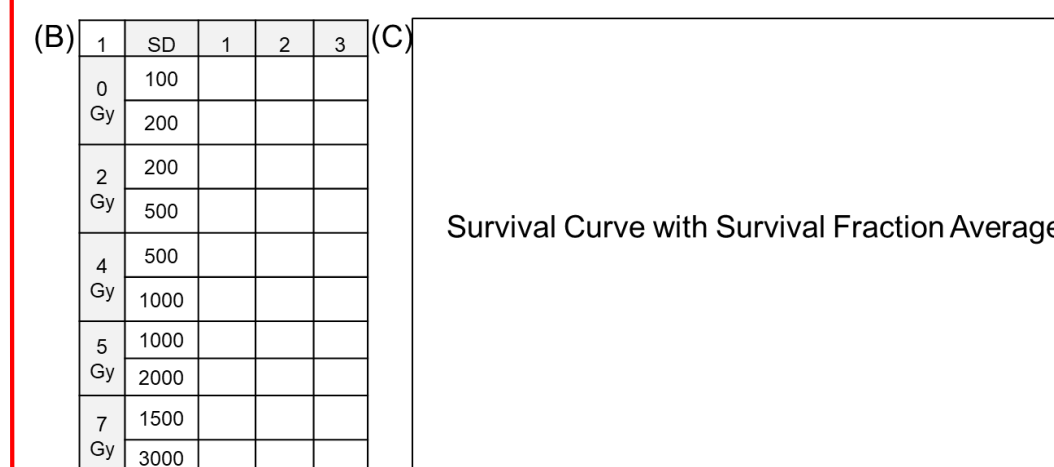 (B) 1 SD 1 2 3 (C)
0 Gy 100
200
2 Gy 200
500
4 Gy 500
1000
5 Gy 1000
2000
7 Gy 1500
3000
Survival Curve with Survival Fraction Average